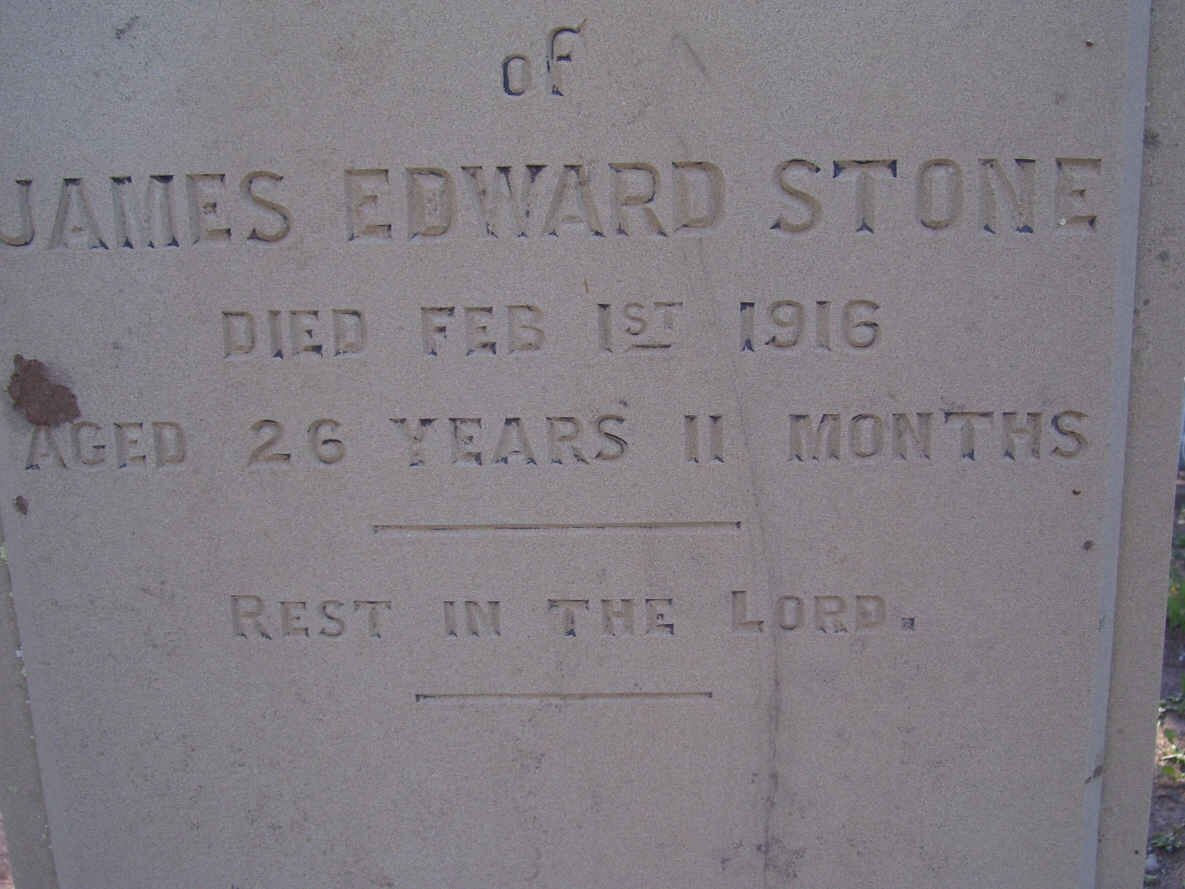 of
JAMES EDWARD STONE
DIED FEB 1ST 1916
AGED 26 YEARS 11 MONTHS
REST IN THE LORD.